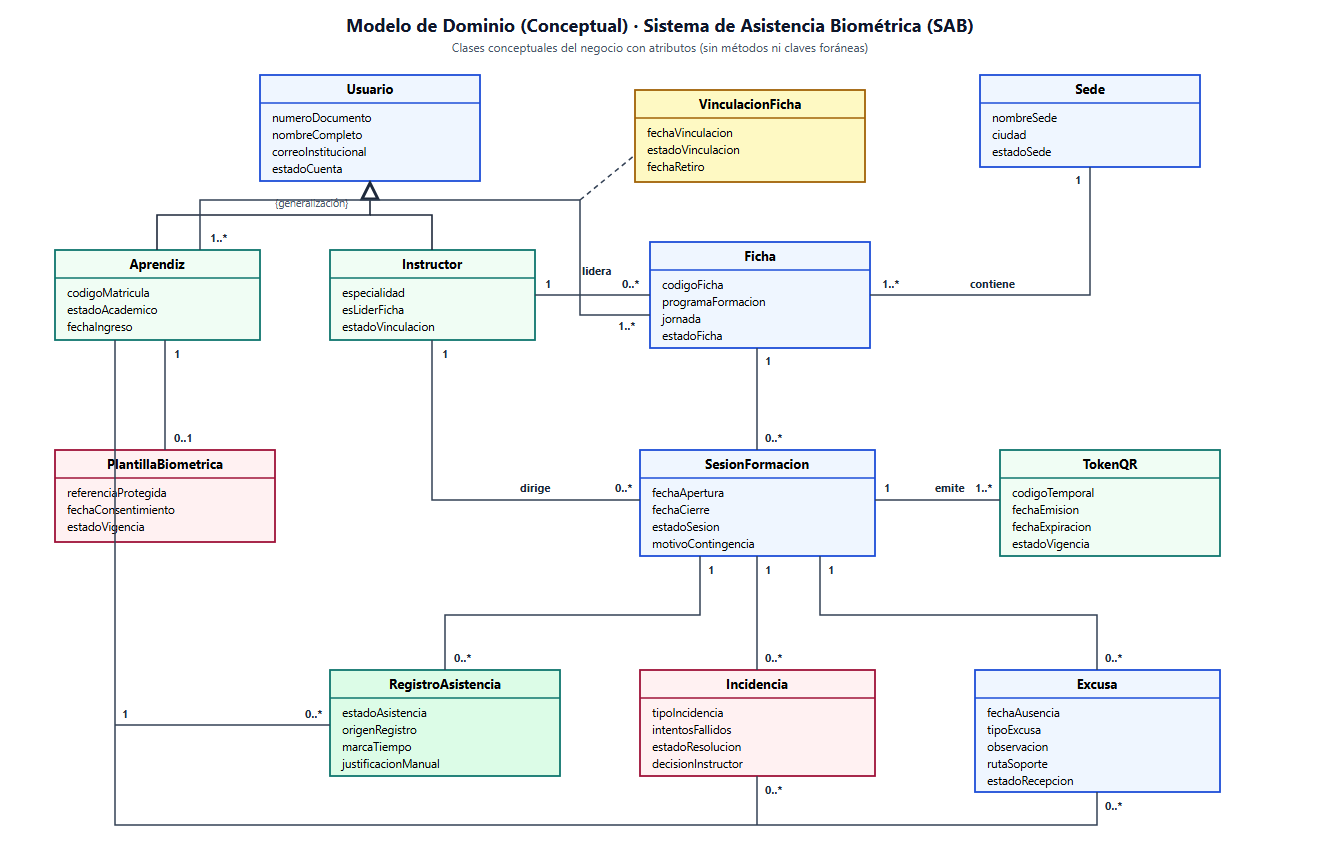 Modelo de Dominio (Conceptual) · Sistema de Asistencia Biométrica (SAB)
Clases conceptuales del negocio con atributos (sin métodos ni claves foráneas)
Usuario
numeroDocumento
nombreCompleto
correoInstitucional
estadoCuenta
VinculacionFicha
fechaVinculacion
estadoVinculacion
fechaRetiro
Sede
nombreSede
ciudad
estadoSede
1
{generalización}
1..*
Aprendiz
codigoMatricula
estadoAcademico
fechaIngreso
Instructor
especialidad
esLiderFicha
estadoVinculacion
lidera
1
0..*
1..*
Ficha
codigoFicha
programaFormacion
jornada
estadoFicha
1..*
contiene
1
1
1
0..1
0..*
PlantillaBiometrica
referenciaProtegida
fechaConsentimiento
estadoVigencia
dirige
0..*
SesionFormacion
fechaApertura
fechaCierre
estadoSesion
motivoContingencia
1
emite
1..*
TokenQR
codigoTemporal
fechaEmision
fechaExpiracion
estadoVigencia
1
1
1
0..*
0..*
0..*
1
0..*
RegistroAsistencia
estadoAsistencia
origenRegistro
marcaTiempo
justificacionManual
Incidencia
tipoIncidencia
intentosFallidos
estadoResolucion
decisionInstructor
Excusa
fechaAusencia
tipoExcusa
observacion
rutaSoporte
estadoRecepcion
0..*
0..*